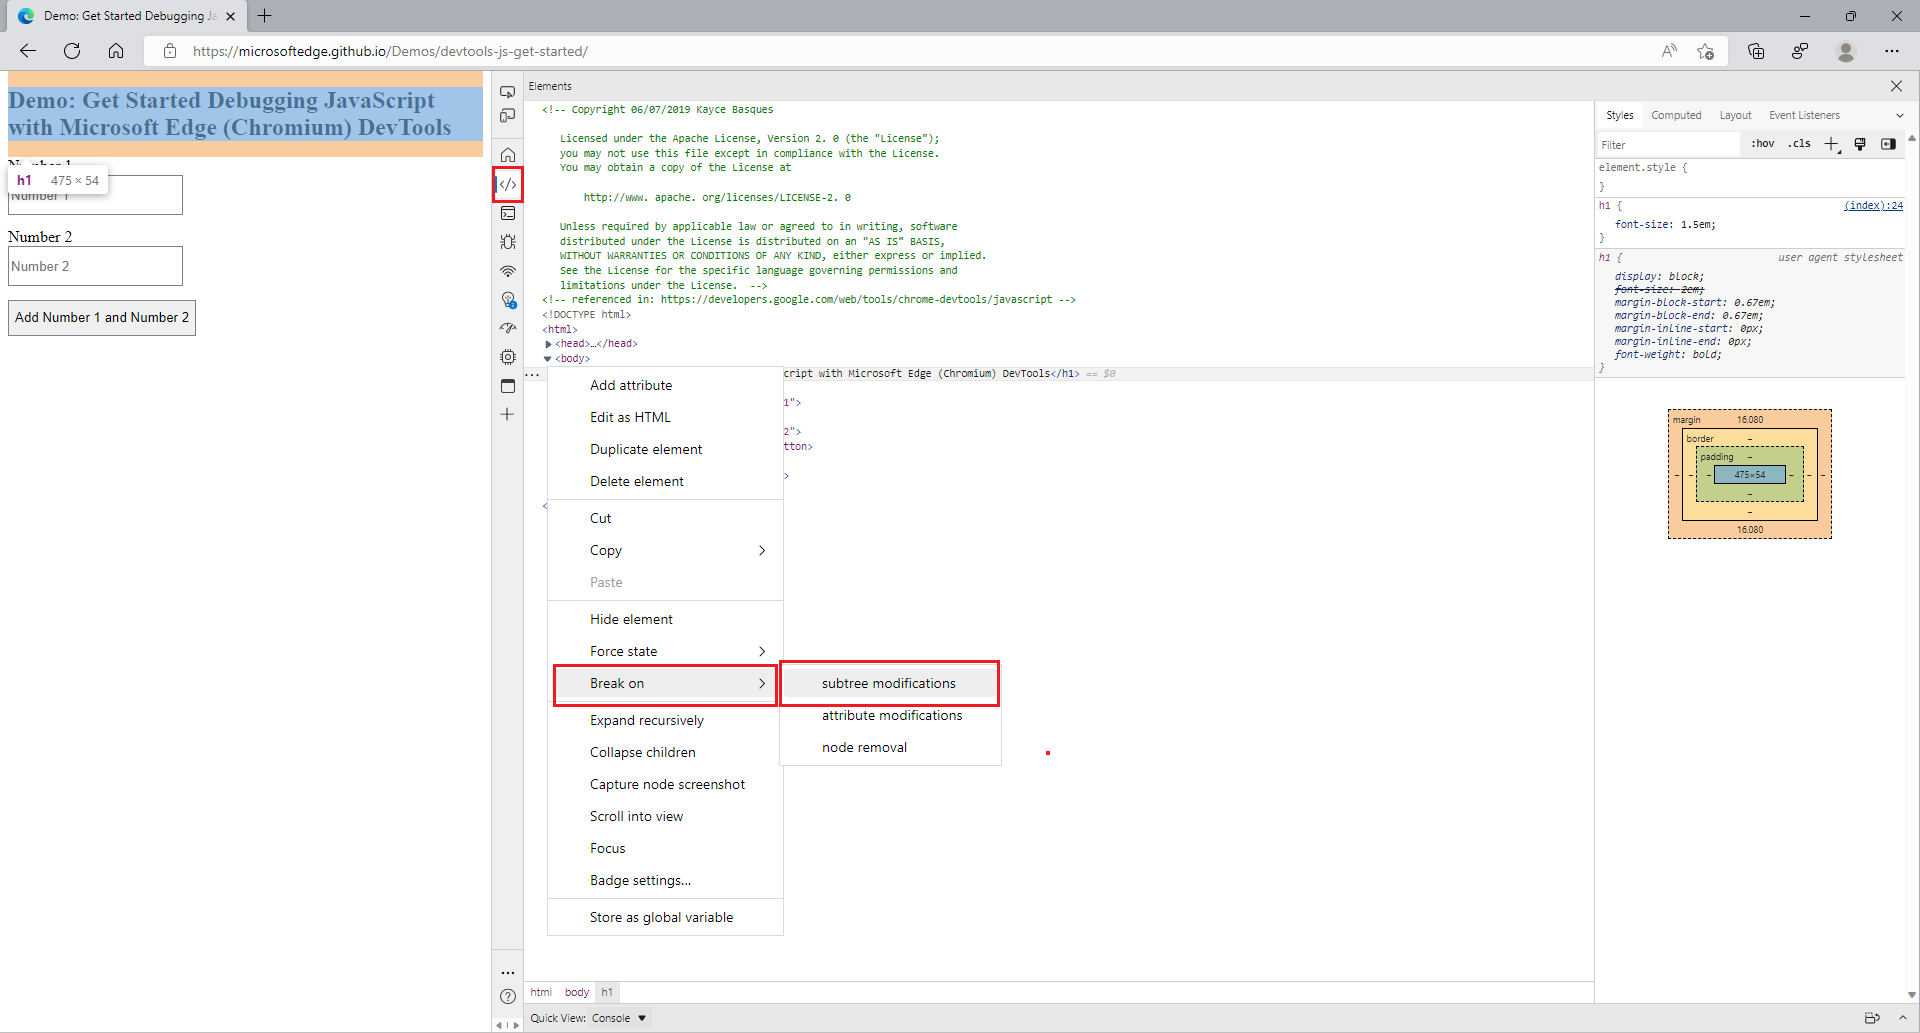 Demo: Get Started Debugging Ja
https://microsoftedge.github.io/Demos/devtools-js-get-started/
Demo: Get Started Debugging JavaScript
with Microsoft Edge (Chromium) DevTools
h1 475 × 54
Number 1
Number 2
Number 2
Add Number 1 and Number 2
Elements
<!-- Copyright 06/07/2019 Kayce Basques
Licensed under the Apache License, Version 2. 0 (the "License");
you may not use this file except in compliance with the License.
You may obtain a copy of the License at
http://www. apache. org/licenses/LICENSE-2. 0
Unless required by applicable law or agreed to in writing, software
distributed under the License is distributed on an "AS IS" BASIS,
WITHOUT WARRANTIES OR CONDITIONS OF ANY KIND, either express or implied.
See the License for the specific language governing permissions and
limitations under the License. -->
<!-- referenced in: https://developers.google.com/web/tools/chrome-devtools/javascript -->
<!DOCTYPE html>
<html>
<head>…</head>
<body>
cript with Microsoft Edge (Chromium) DevTools</h1> == $0
1">
2">
tton>
>
<
Add attribute
Edit as HTML
Duplicate element
Delete element
Cut
Copy
Paste
Hide element
Force state
Break on
Expand recursively
Collapse children
Capture node screenshot
Scroll into view
Focus
Badge settings...
Store as global variable
subtree modifications
attribute modifications
node removal
html body h1
Quick View: Console
Styles Computed Layout Event Listeners
Filter :hov .cls
element.style {
}
h1 { (index):24
font-size: 1.5em;
}
h1 { user agent stylesheet
display: block;
font-size: 2em;
margin-block-start: 0.67em;
margin-block-end: 0.67em;
margin-inline-start: 0px;
margin-inline-end: 0px;
font-weight: bold;
}
margin 16.080
border –
padding –
– – – 475×54 – – –
–
–
16.080